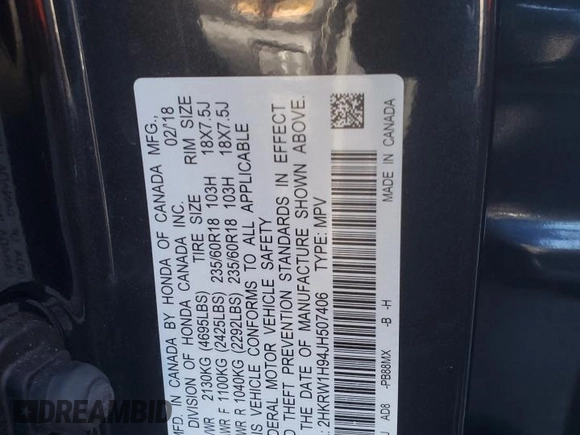 MFD IN CANADA BY HONDA OF CANADA MFG.,
DIVISION OF HONDA CANADA INC. 02/18
TIRE SIZE RIM SIZE
2130KG (4695LBS)
WR F 1100KG (2425LBS) 235/60R18 103H 18X7.5J
WR R 1040KG (2292LBS) 235/60R18 103H 18X7.5J
VEHICLE CONFORMS TO ALL APPLICABLE
MOTOR VEHICLE SAFETY
THEFT PREVENTION STANDARDS IN EFFECT
THE DATE OF MANUFACTURE SHOWN ABOVE.
2HKRW1H94JH507406 TYPE: MPV
AD8 -PB88MX -B -H MADE IN CANADA
DREAMBID